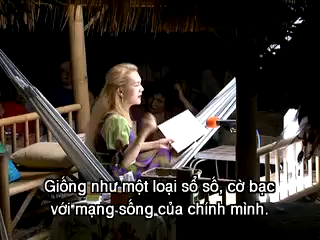 Giống như một loại sổ số, cờ bạc
với mạng sống của chính mình.